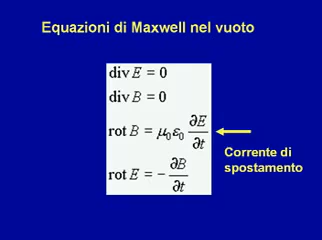 Equazioni di Maxwell nel vuoto
div E = 0
div B = 0
rot B = μ₀ε₀ ∂E/∂t
rot E = − ∂B/∂t
Corrente di
spostamento